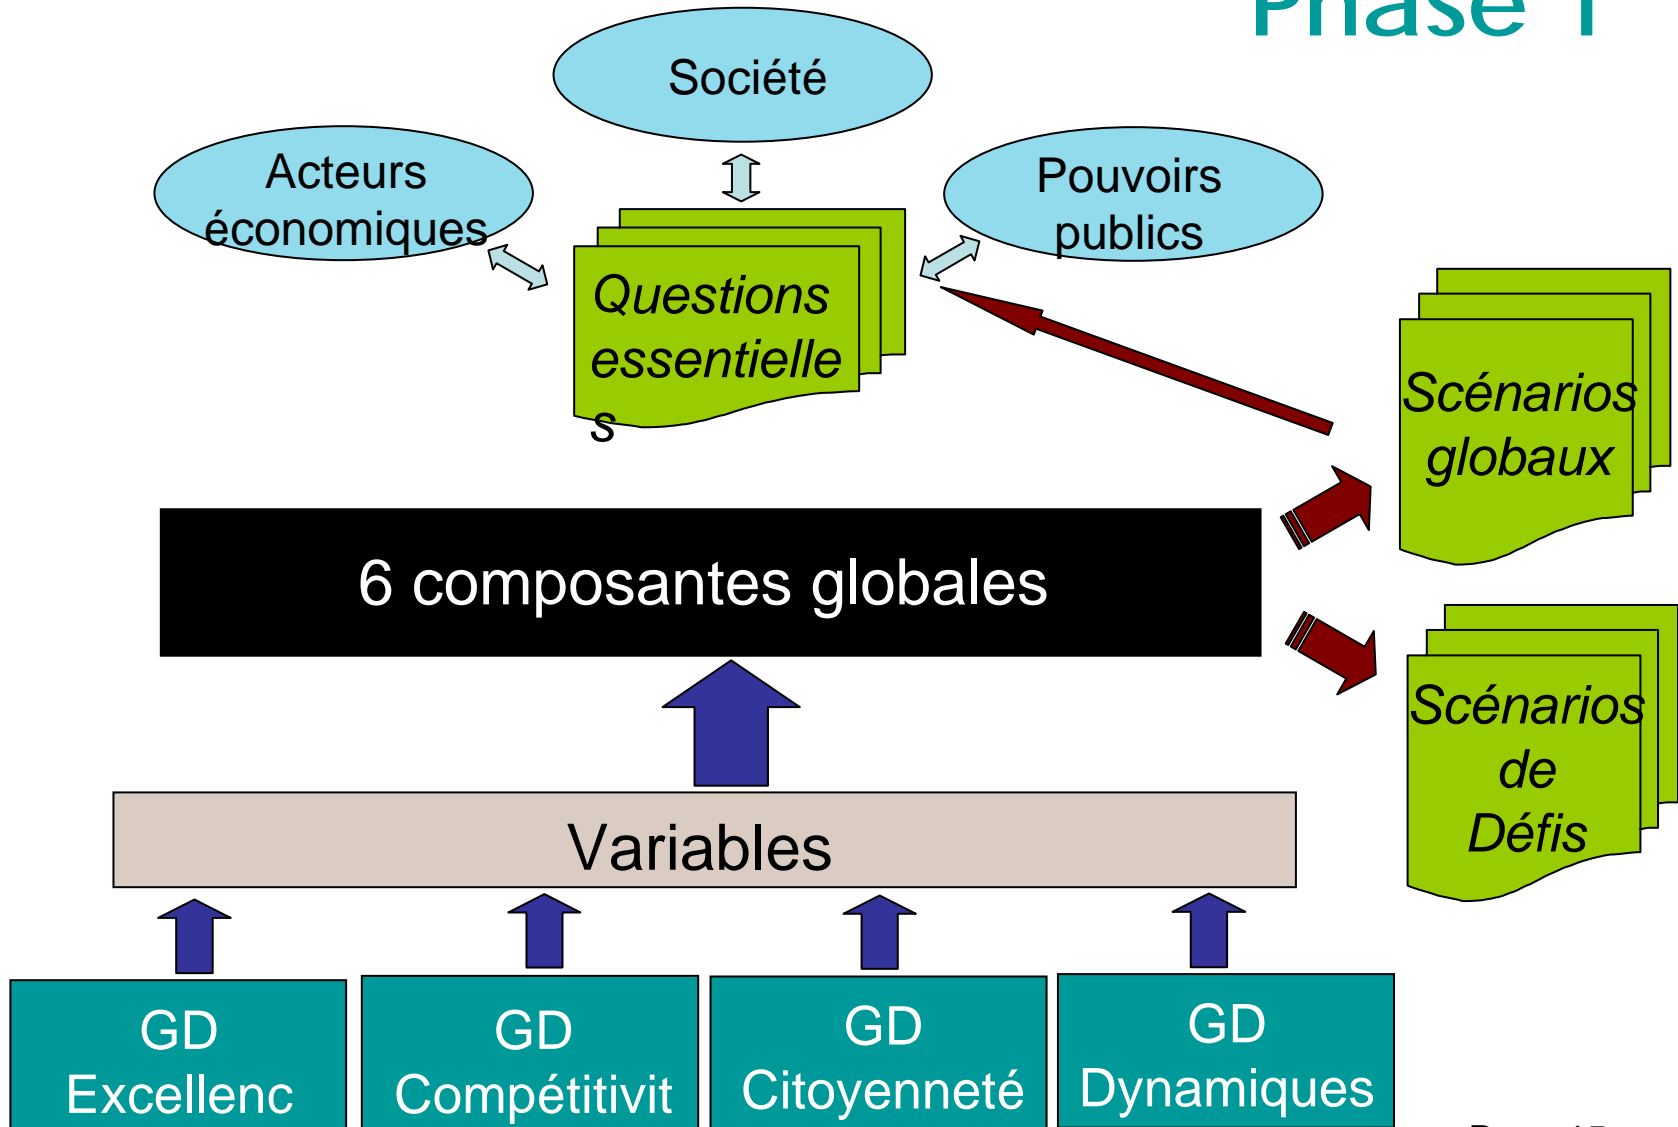 Phase 1
Société
Acteurs
économiques
Pouvoirs
publics
Questions
essentielle
s
Scénarios
globaux
6 composantes globales
Scénarios
de
Défis
Variables
GD
Excellenc
GD
Compétitivit
GD
Citoyenneté
GD
Dynamiques